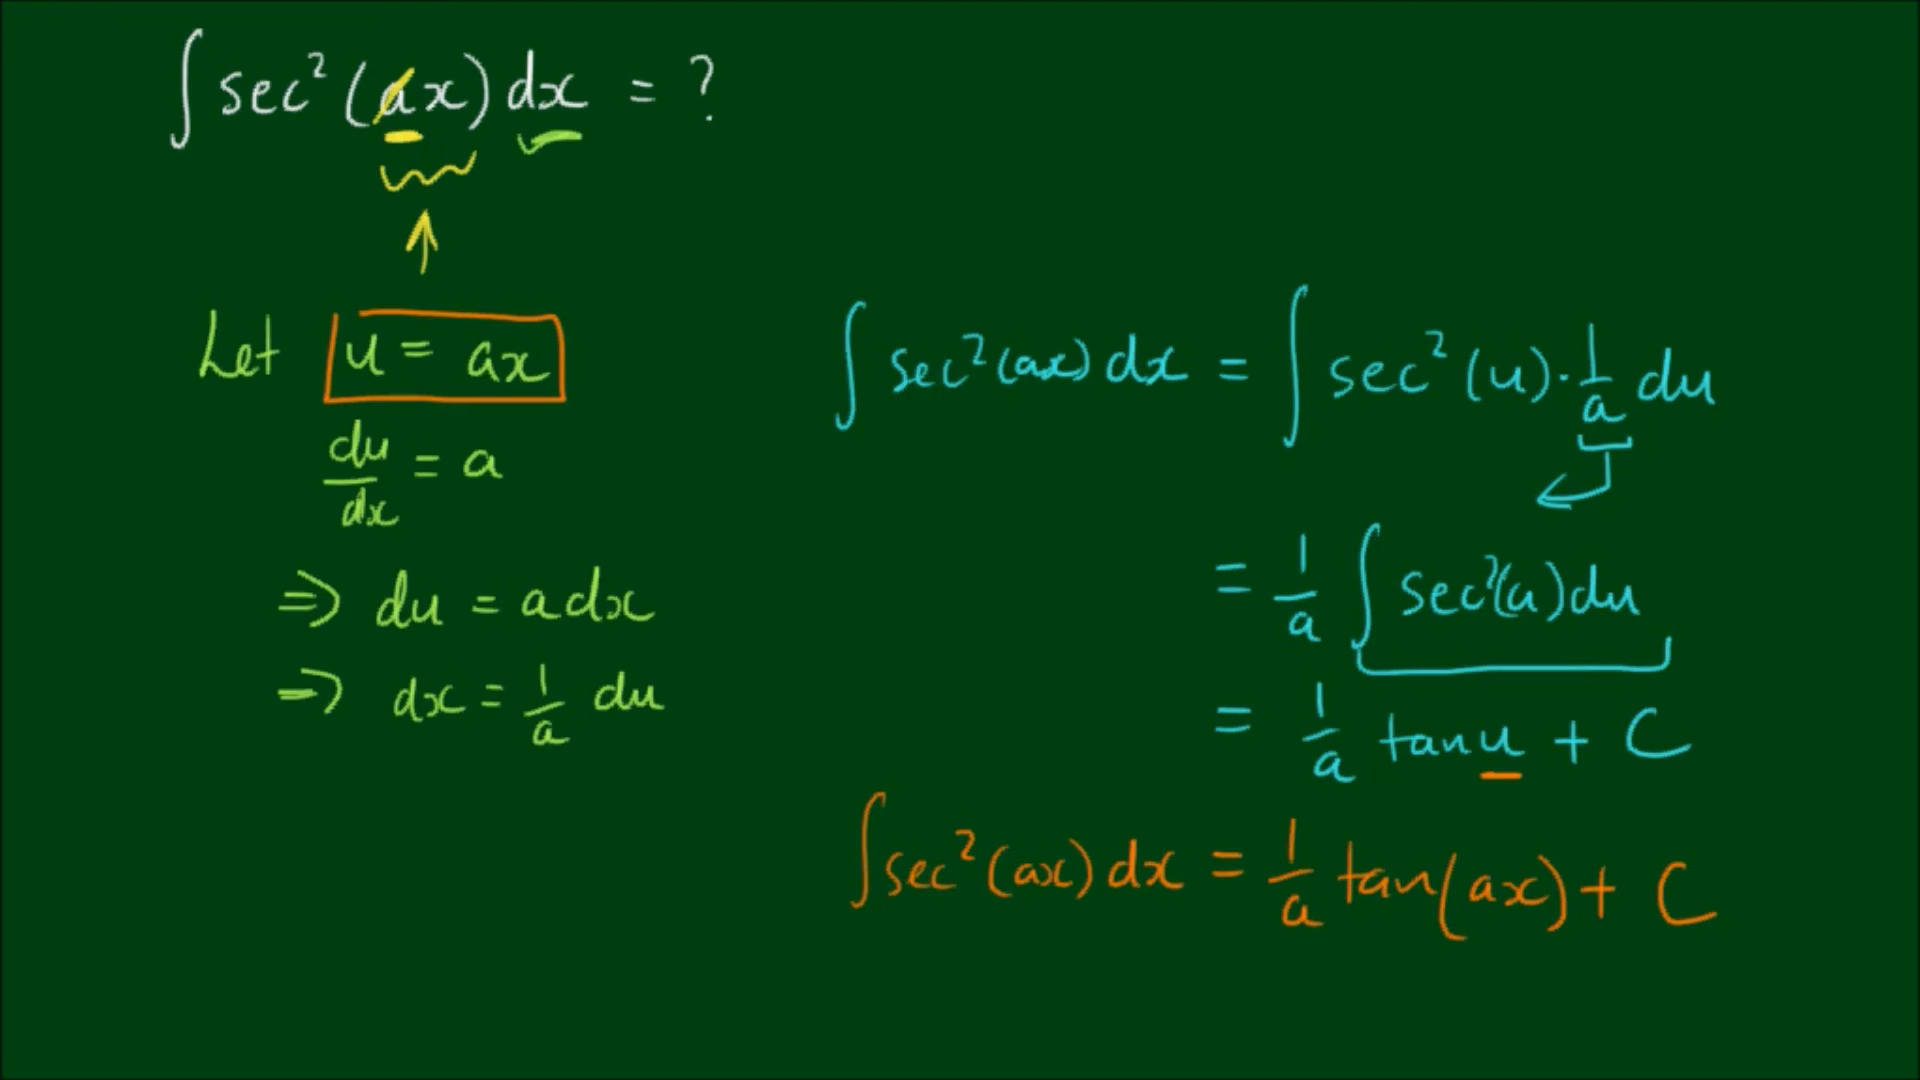 ∫ sec² (ax) dx = ?
Let u = ax
du/dx = a
⇒ du = a dx
⇒ dx = 1/a du
∫ sec² (ax) dx = ∫ sec² (u) · 1/a du
= 1/a ∫ sec² (u) du
= 1/a tan u + C
∫ sec² (ax) dx = 1/a tan(ax) + C